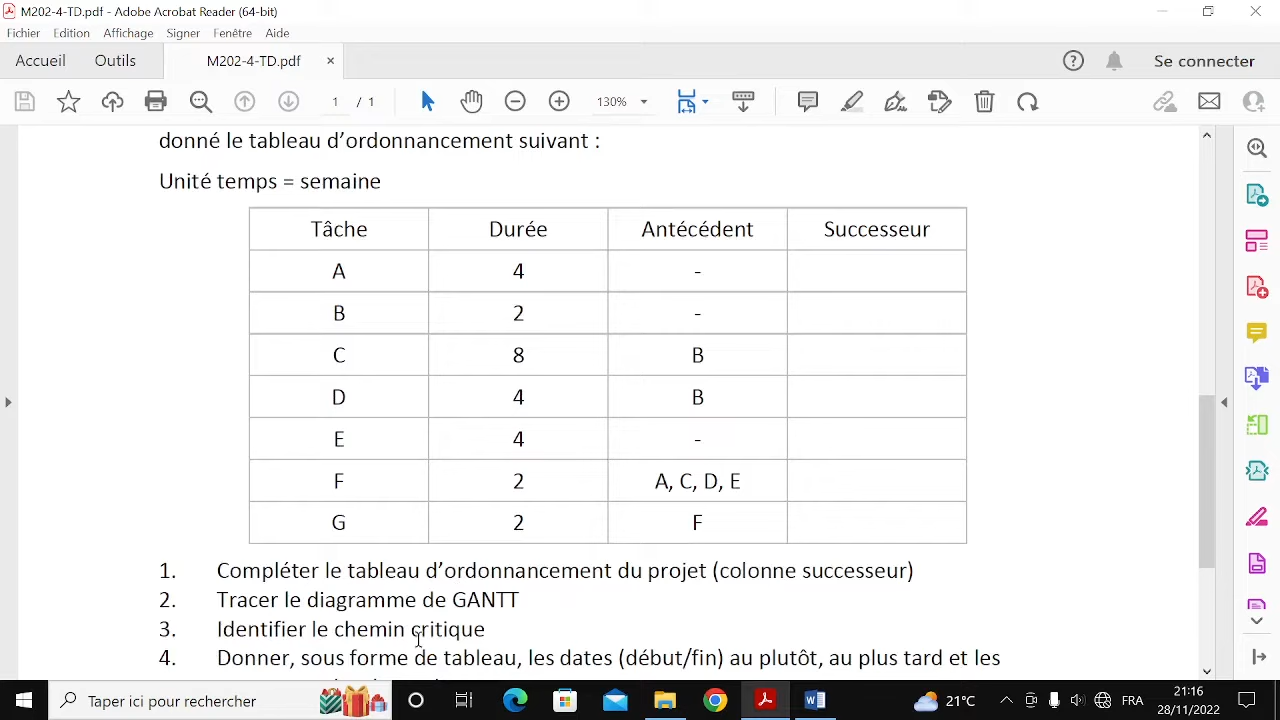 M202-4-TD.pdf - Adobe Acrobat Reader (64-bit)
Fichier Edition Affichage Signer Fenêtre Aide
Accueil Outils M202-4-TD.pdf × Se connecter
1 / 1 130%
donné le tableau d'ordonnancement suivant :
Unité temps = semaine
Tâche Durée Antécédent Successeur
A 4 -
B 2 -
C 8 B
D 4 B
E 4 -
F 2 A, C, D, E
G 2 F
1. Compléter le tableau d'ordonnancement du projet (colonne successeur)
2. Tracer le diagramme de GANTT
3. Identifier le chemin critique
4. Donner, sous forme de tableau, les dates (début/fin) au plutôt, au plus tard et les
Taper ici pour rechercher 21°C FRA 21:16
28/11/2022